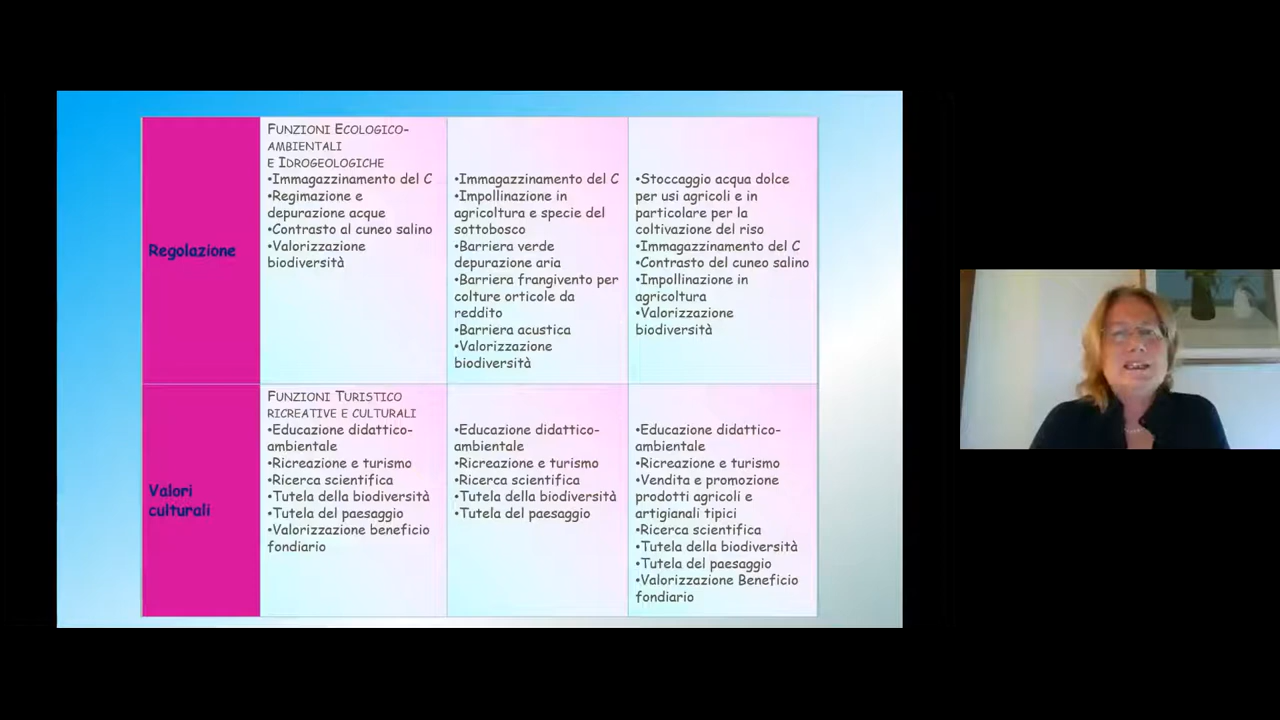 Regolazione
FUNZIONI ECOLOGICO-
AMBIENTALI
E IDROGEOLOGICHE
•Immagazzinamento del C
•Regimazione e
depurazione acque
•Contrasto al cuneo salino
•Valorizzazione
biodiversità
•Immagazzinamento del C
•Impollinazione in
agricoltura e specie del
sottobosco
•Barriera verde
depurazione aria
•Barriera frangivento per
colture orticole da
reddito
•Barriera acustica
•Valorizzazione
biodiversità
•Stoccaggio acqua dolce
per usi agricoli e in
particolare per la
coltivazione del riso
•Immagazzinamento del C
•Contrasto del cuneo salino
•Impollinazione in
agricoltura
•Valorizzazione
biodiversità
Valori
culturali
FUNZIONI TURISTICO
RICREATIVE E CULTURALI
•Educazione didattico-
ambientale
•Ricreazione e turismo
•Ricerca scientifica
•Tutela della biodiversità
•Tutela del paesaggio
•Valorizzazione beneficio
fondiario
•Educazione didattico-
ambientale
•Ricreazione e turismo
•Ricerca scientifica
•Tutela della biodiversità
•Tutela del paesaggio
•Educazione didattico-
ambientale
•Ricreazione e turismo
•Vendita e promozione
prodotti agricoli e
artigianali tipici
•Ricerca scientifica
•Tutela della biodiversità
•Tutela del paesaggio
•Valorizzazione Beneficio
fondiario